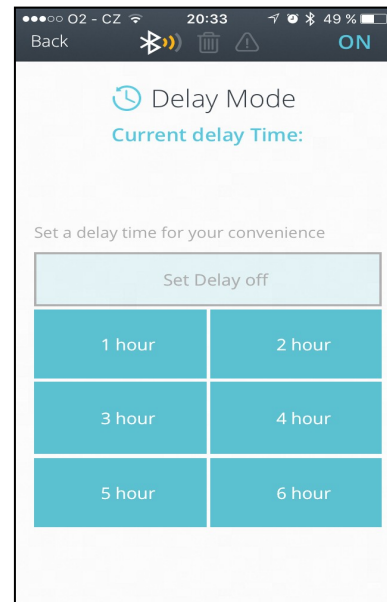 O2 - CZ 20:33 49 %
Back ON
Delay Mode
Current delay Time:
Set a delay time for your convenience
Set Delay off
1 hour 2 hour
3 hour 4 hour
5 hour 6 hour